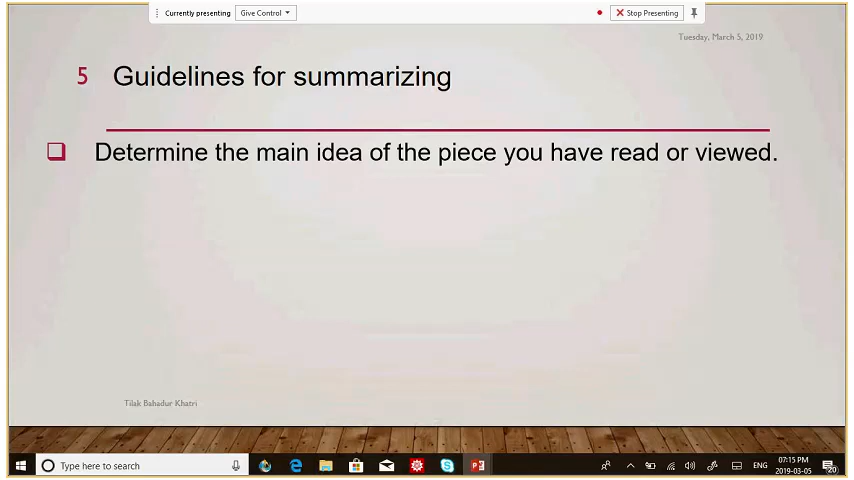 Currently presenting Give Control Stop Presenting
Tuesday, March 5, 2019
5 Guidelines for summarizing
Determine the main idea of the piece you have read or viewed.
Tilak Bahadur Khatri
Type here to search
ENG
07:15 PM
2019-03-05
20